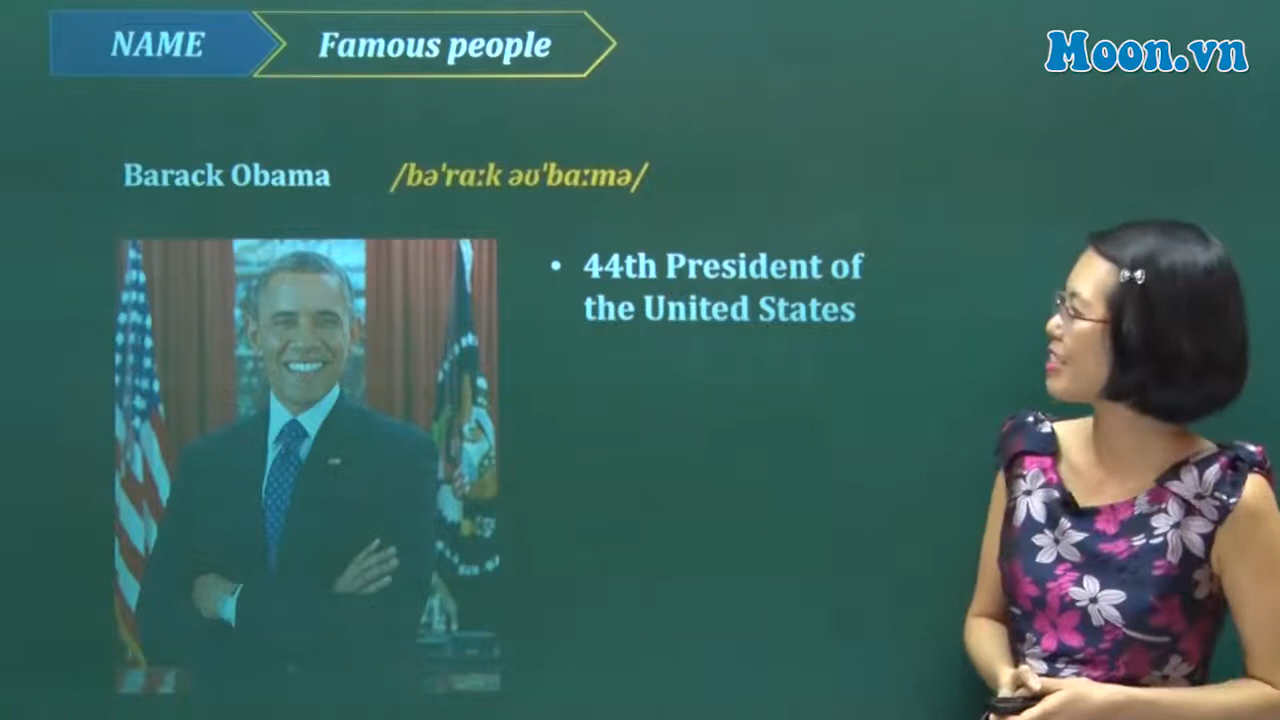 NAME
Famous people
Moon.vn
Barack Obama
/bəˈrɑːk əʊˈbɑːmə/
• 44th President of
the United States